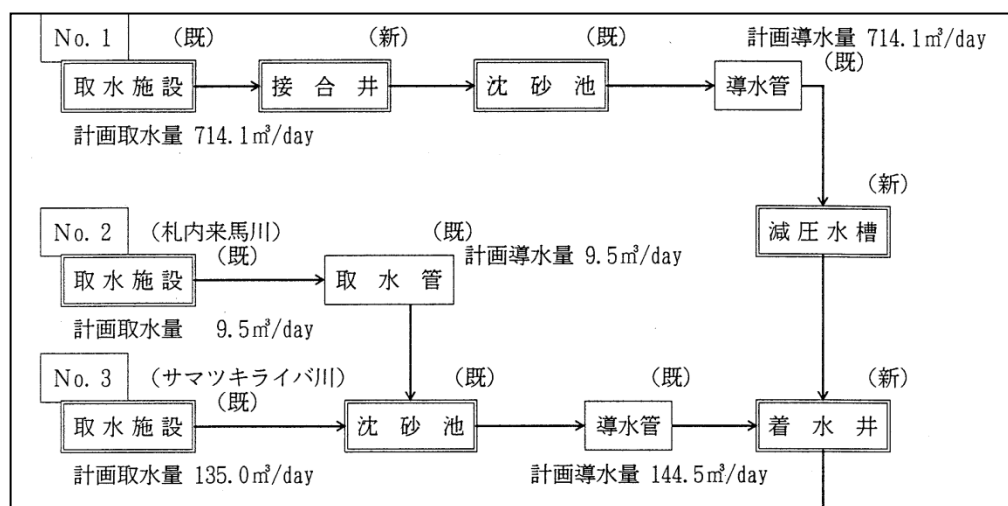 No. 1
(既)
(新)
(既)
計画導水量 714.1㎥/day
(既)
取水施設
接合井
沈砂池
導水管
計画取水量 714.1㎥/day
(新)
減圧水槽
No. 2
(札内来馬川)
(既)
(既)
計画導水量 9.5㎥/day
取水施設
取水管
計画取水量 9.5㎥/day
No. 3
(サマツキライバ川)
(既)
(既)
(既)
(新)
取水施設
沈砂池
導水管
着水井
計画取水量 135.0㎥/day
計画導水量 144.5㎥/day